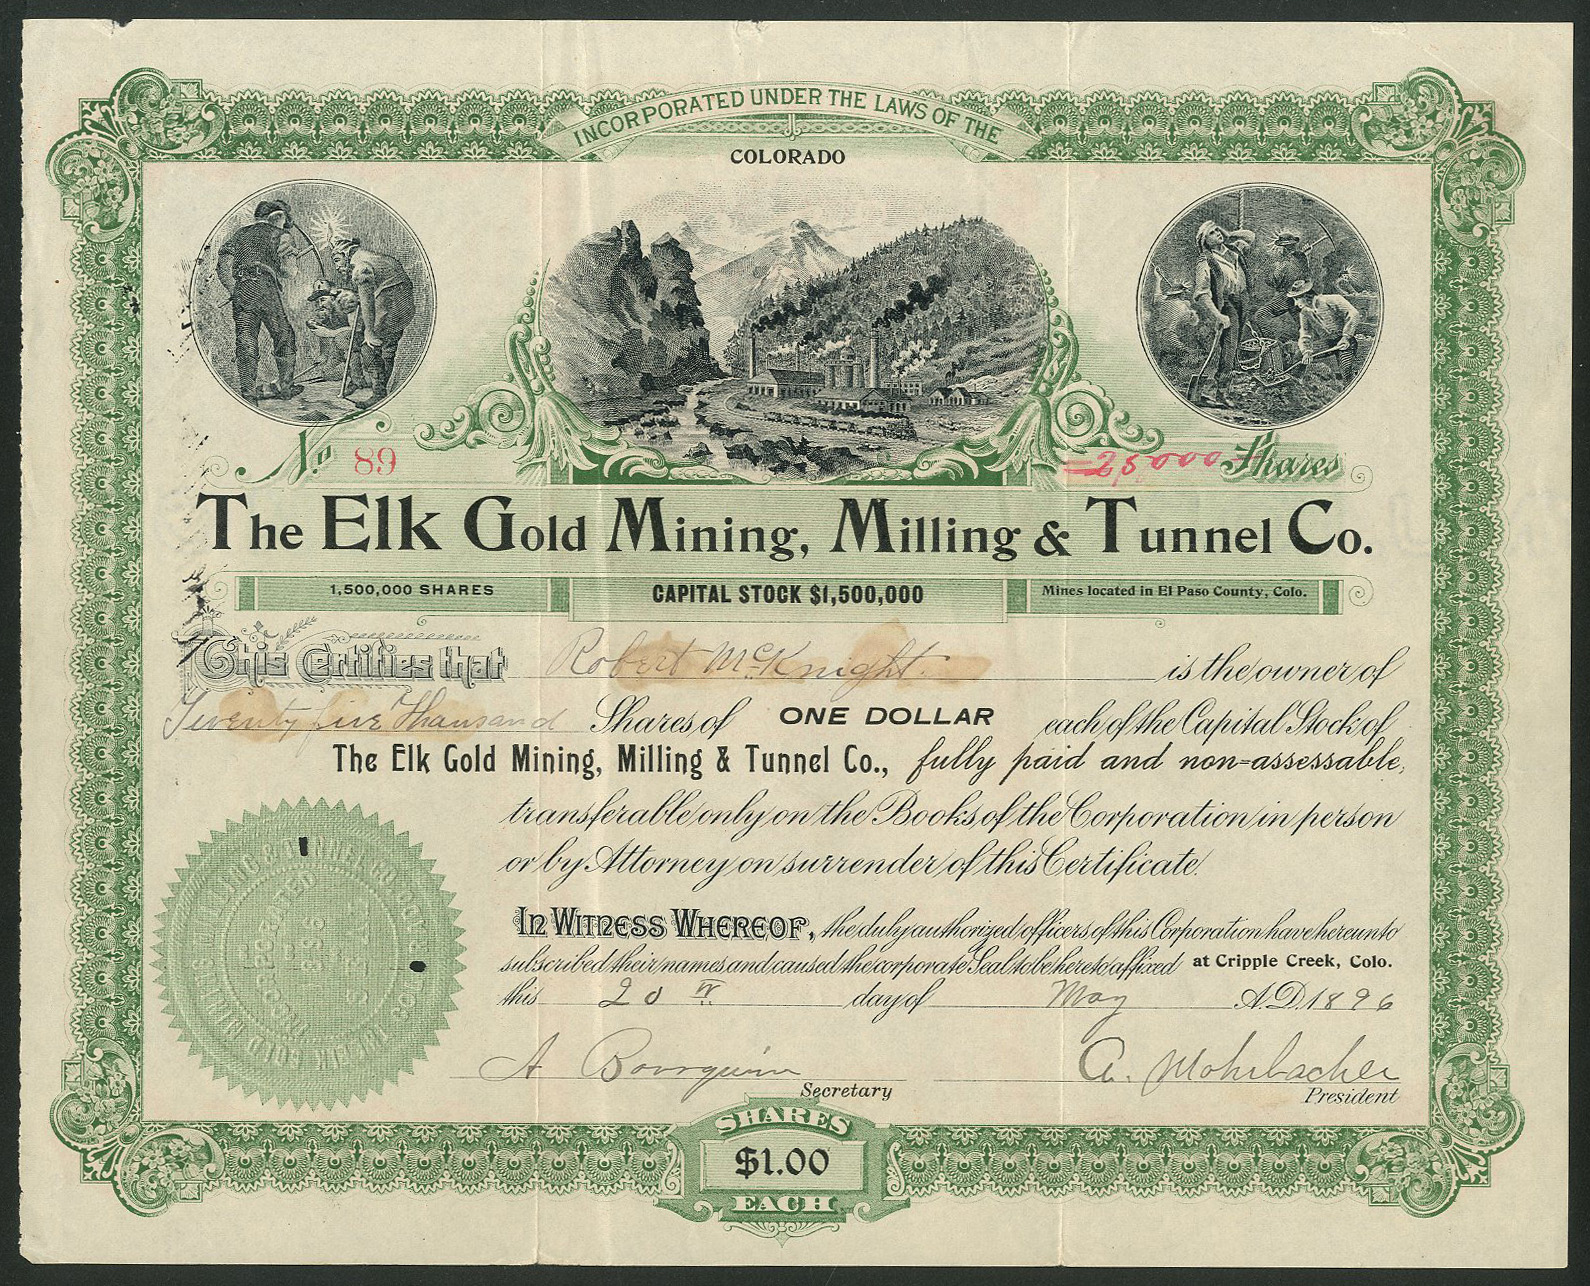 INCORPORATED UNDER THE LAWS OF THE
COLORADO
No 89
25000 Shares
The Elk Gold Mining, Milling & Tunnel Co.
1,500,000 SHARES
CAPITAL STOCK $1,500,000
Mines located in El Paso County, Colo.
This Certifies that Robert McKnight is the owner of
Twenty five Thousand Shares of ONE DOLLAR each of the Capital Stock of
The Elk Gold Mining, Milling & Tunnel Co., fully paid and non-assessable,
transferable only on the Books of the Corporation in person
or by Attorney on surrender of this Certificate.
In Witness Whereof, the duly authorized officers of this Corporation have hereunto
subscribed their names and caused the corporate Seal to be hereto affixed at Cripple Creek, Colo.
this 20th day of May A.D. 1896
A Bourquin
Secretary
A. Mohrbacher
President
INCORPORATED
1896
SHARES
$1.00
EACH